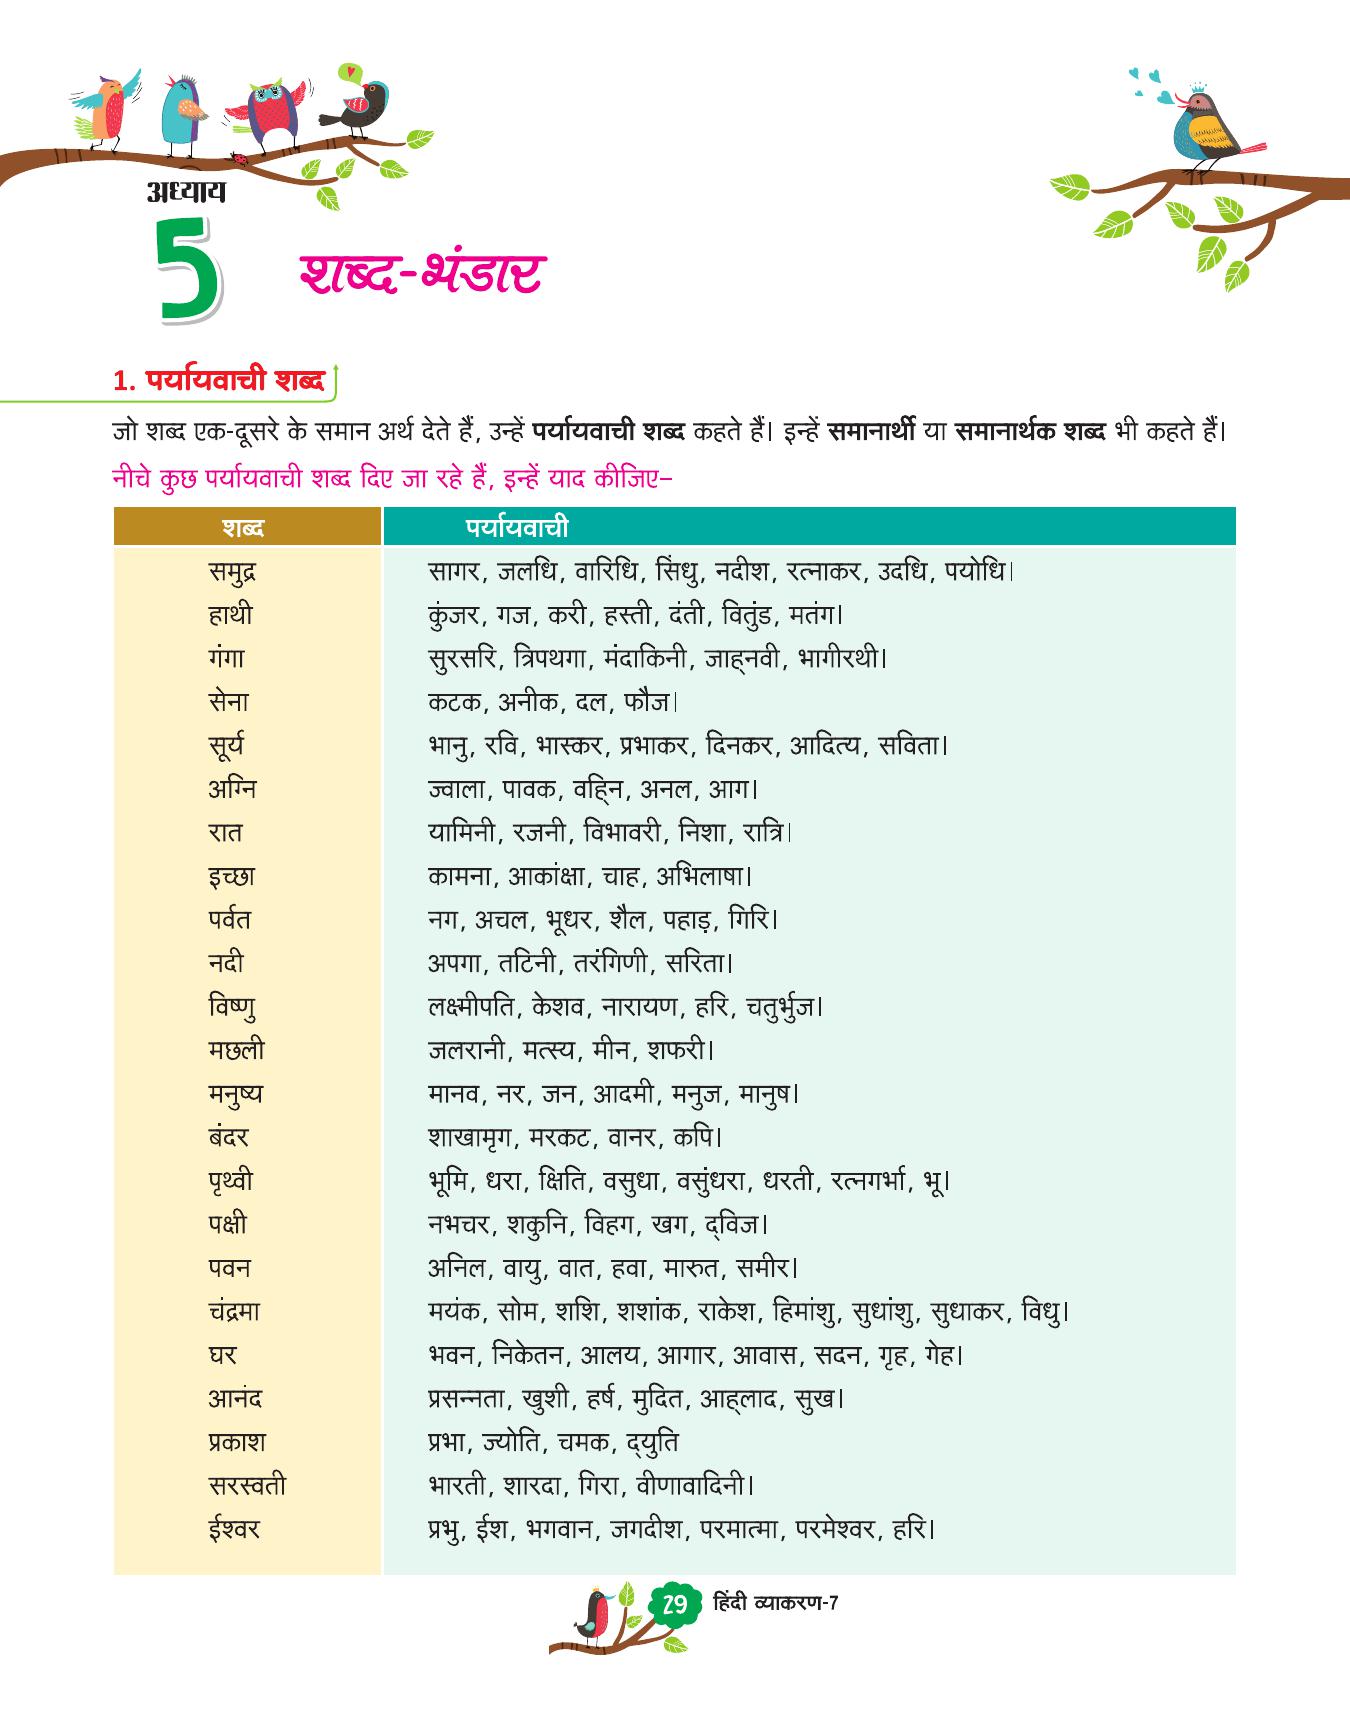 अध्याय
5
शब्द-भंडार
1. पर्यायवाची शब्द
जो शब्द एक-दूसरे के समान अर्थ देते हैं, उन्हें पर्यायवाची शब्द कहते हैं। इन्हें समानार्थी या समानार्थक शब्द भी कहते हैं।
नीचे कुछ पर्यायवाची शब्द दिए जा रहे हैं, इन्हें याद कीजिए–
शब्द पर्यायवाची
समुद्र सागर, जलधि, वारिधि, सिंधु, नदीश, रत्नाकर, उदधि, पयोधि।
हाथी कुंजर, गज, करी, हस्ती, दंती, वितुंड, मतंग।
गंगा सुरसरि, त्रिपथगा, मंदाकिनी, जाह्‌नवी, भागीरथी।
सेना कटक, अनीक, दल, फौज।
सूर्य भानु, रवि, भास्कर, प्रभाकर, दिनकर, आदित्य, सविता।
अग्नि ज्वाला, पावक, वह्‌नि, अनल, आग।
रात यामिनी, रजनी, विभावरी, निशा, रात्रि।
इच्छा कामना, आकांक्षा, चाह, अभिलाषा।
पर्वत नग, अचल, भूधर, शैल, पहाड़, गिरि।
नदी अपगा, तटिनी, तरंगिणी, सरिता।
विष्णु लक्ष्मीपति, केशव, नारायण, हरि, चतुर्भुज।
मछली जलरानी, मत्स्य, मीन, शफरी।
मनुष्य मानव, नर, जन, आदमी, मनुज, मानुष।
बंदर शाखामृग, मरकट, वानर, कपि।
पृथ्वी भूमि, धरा, क्षिति, वसुधा, वसुंधरा, धरती, रत्नगर्भा, भू।
पक्षी नभचर, शकुनि, विहग, खग, द्‌विज।
पवन अनिल, वायु, वात, हवा, मारुत, समीर।
चंद्रमा मयंक, सोम, शशि, शशांक, राकेश, हिमांशु, सुधांशु, सुधाकर, विधु।
घर भवन, निकेतन, आलय, आगार, आवास, सदन, गृह, गेह।
आनंद प्रसन्नता, खुशी, हर्ष, मुदित, आह्‌लाद, सुख।
प्रकाश प्रभा, ज्योति, चमक, द्‌युति
सरस्वती भारती, शारदा, गिरा, वीणावादिनी।
ईश्वर प्रभु, ईश, भगवान, जगदीश, परमात्मा, परमेश्वर, हरि।
29 हिंदी व्याकरण-7